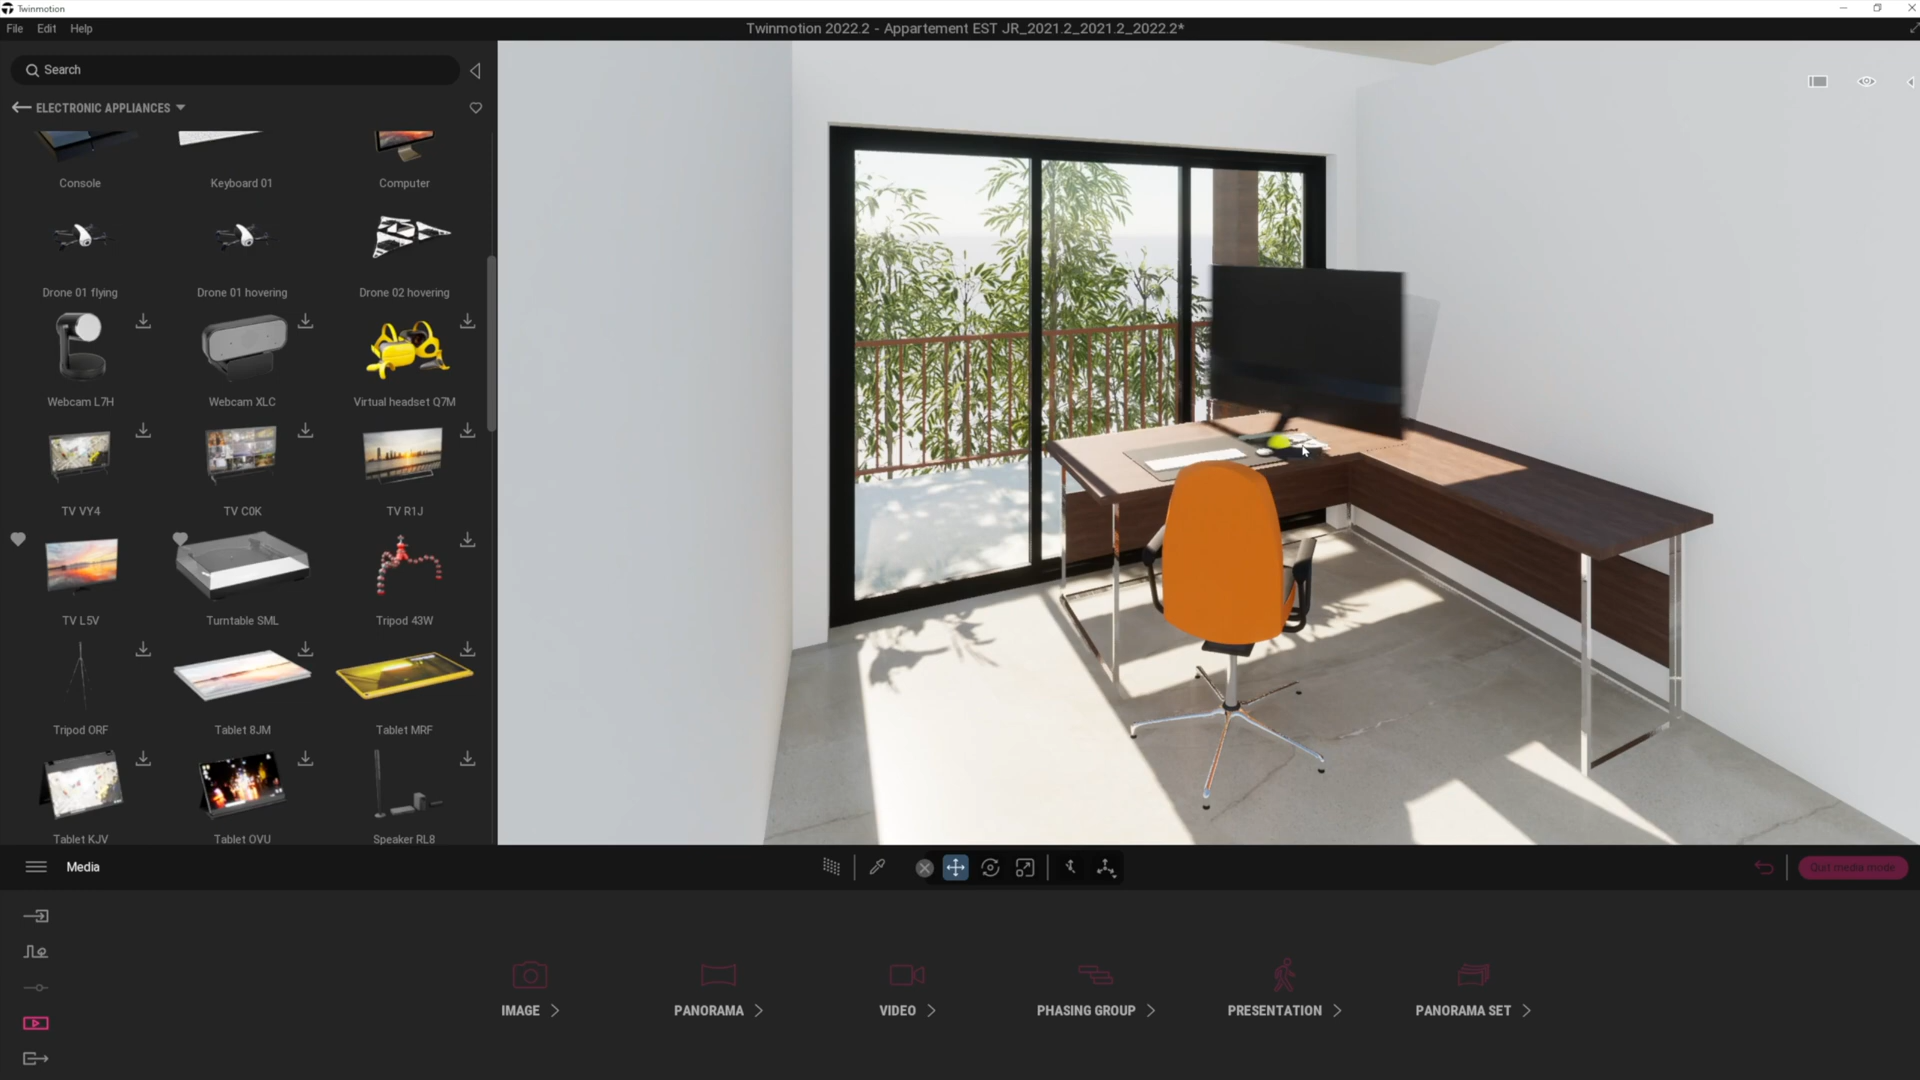 Twinmotion
File Edit Help
Twinmotion 2022.2 - Appartement EST JR_2021.2_2021.2_2022.2*
Search
ELECTRONIC APPLIANCES
Console Keyboard 01 Computer
Drone 01 flying Drone 01 hovering Drone 02 hovering
Webcam L7H Webcam XLC Virtual headset Q7M
TV VY4 TV C0K TV R1J
TV L5V Turntable SML Tripod 43W
Tripod ORF Tablet 8JM Tablet MRF
Tablet KJV Tablet OVU Speaker RL8
Media
Quit media mode
IMAGE PANORAMA VIDEO PHASING GROUP PRESENTATION PANORAMA SET